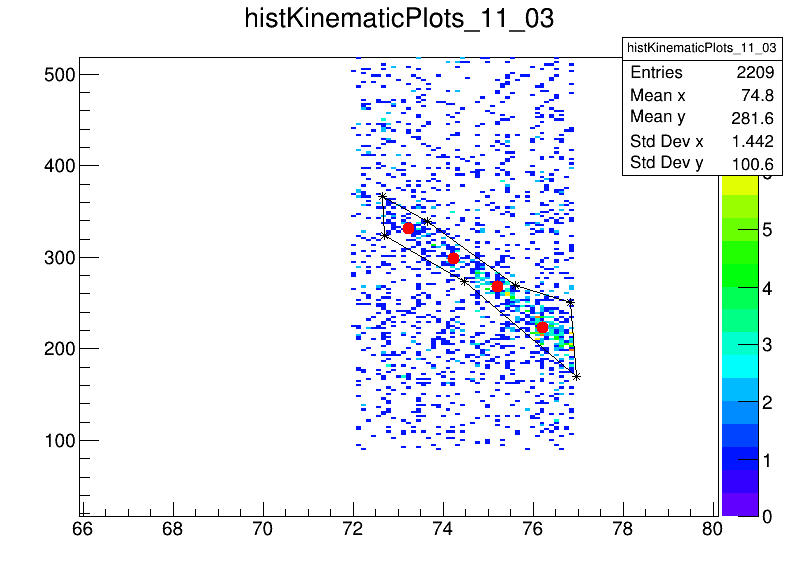 histKinematicPlots_11_03
histKinematicPlots_11_03
Entries 2209
Mean x 74.8
Mean y 281.6
Std Dev x 1.442
Std Dev y 100.6
500
400
300
200
100
66 68 70 72 74 76 78 80
5
4
3
2
1
0